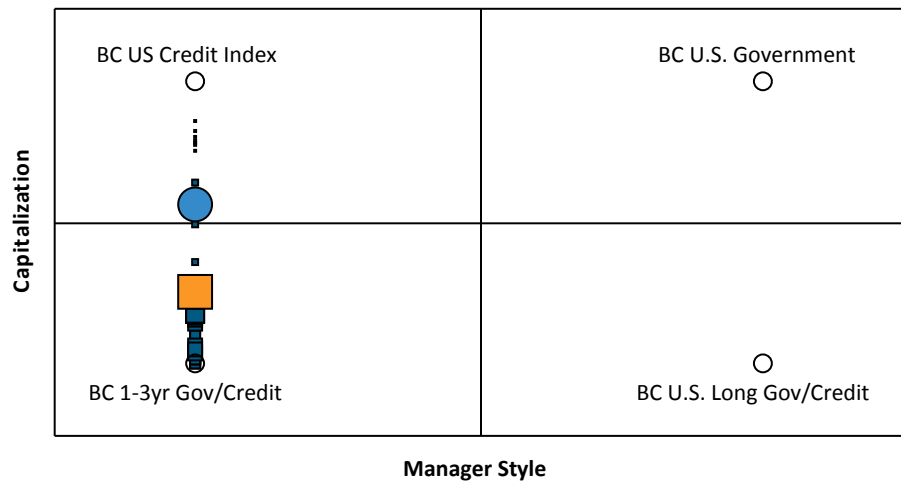 BC US Credit Index
BC U.S. Government
Capitalization
BC 1-3yr Gov/Credit
BC U.S. Long Gov/Credit
Manager Style